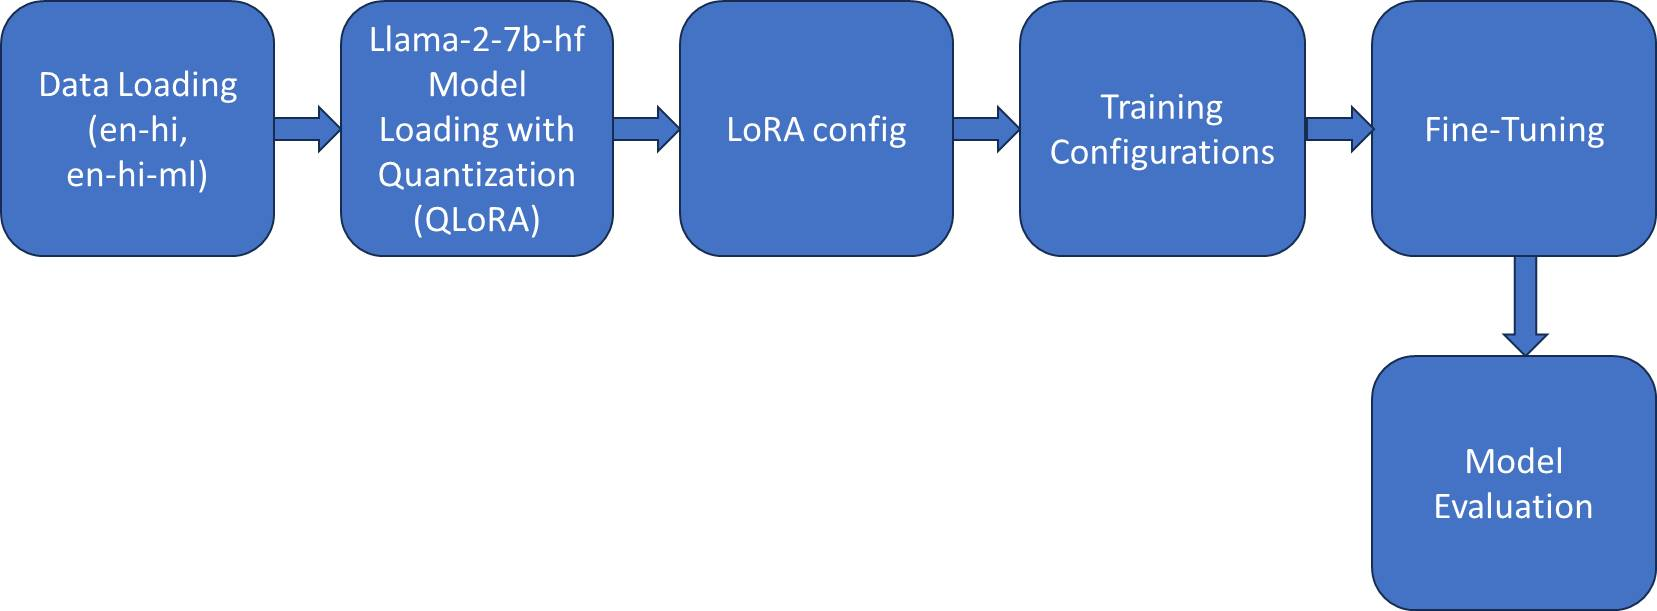 Data Loading
(en-hi,
en-hi-ml)
Llama-2-7b-hf
Model
Loading with
Quantization
(QLoRA)
LoRA config
Training
Configurations
Fine-Tuning
Model
Evaluation